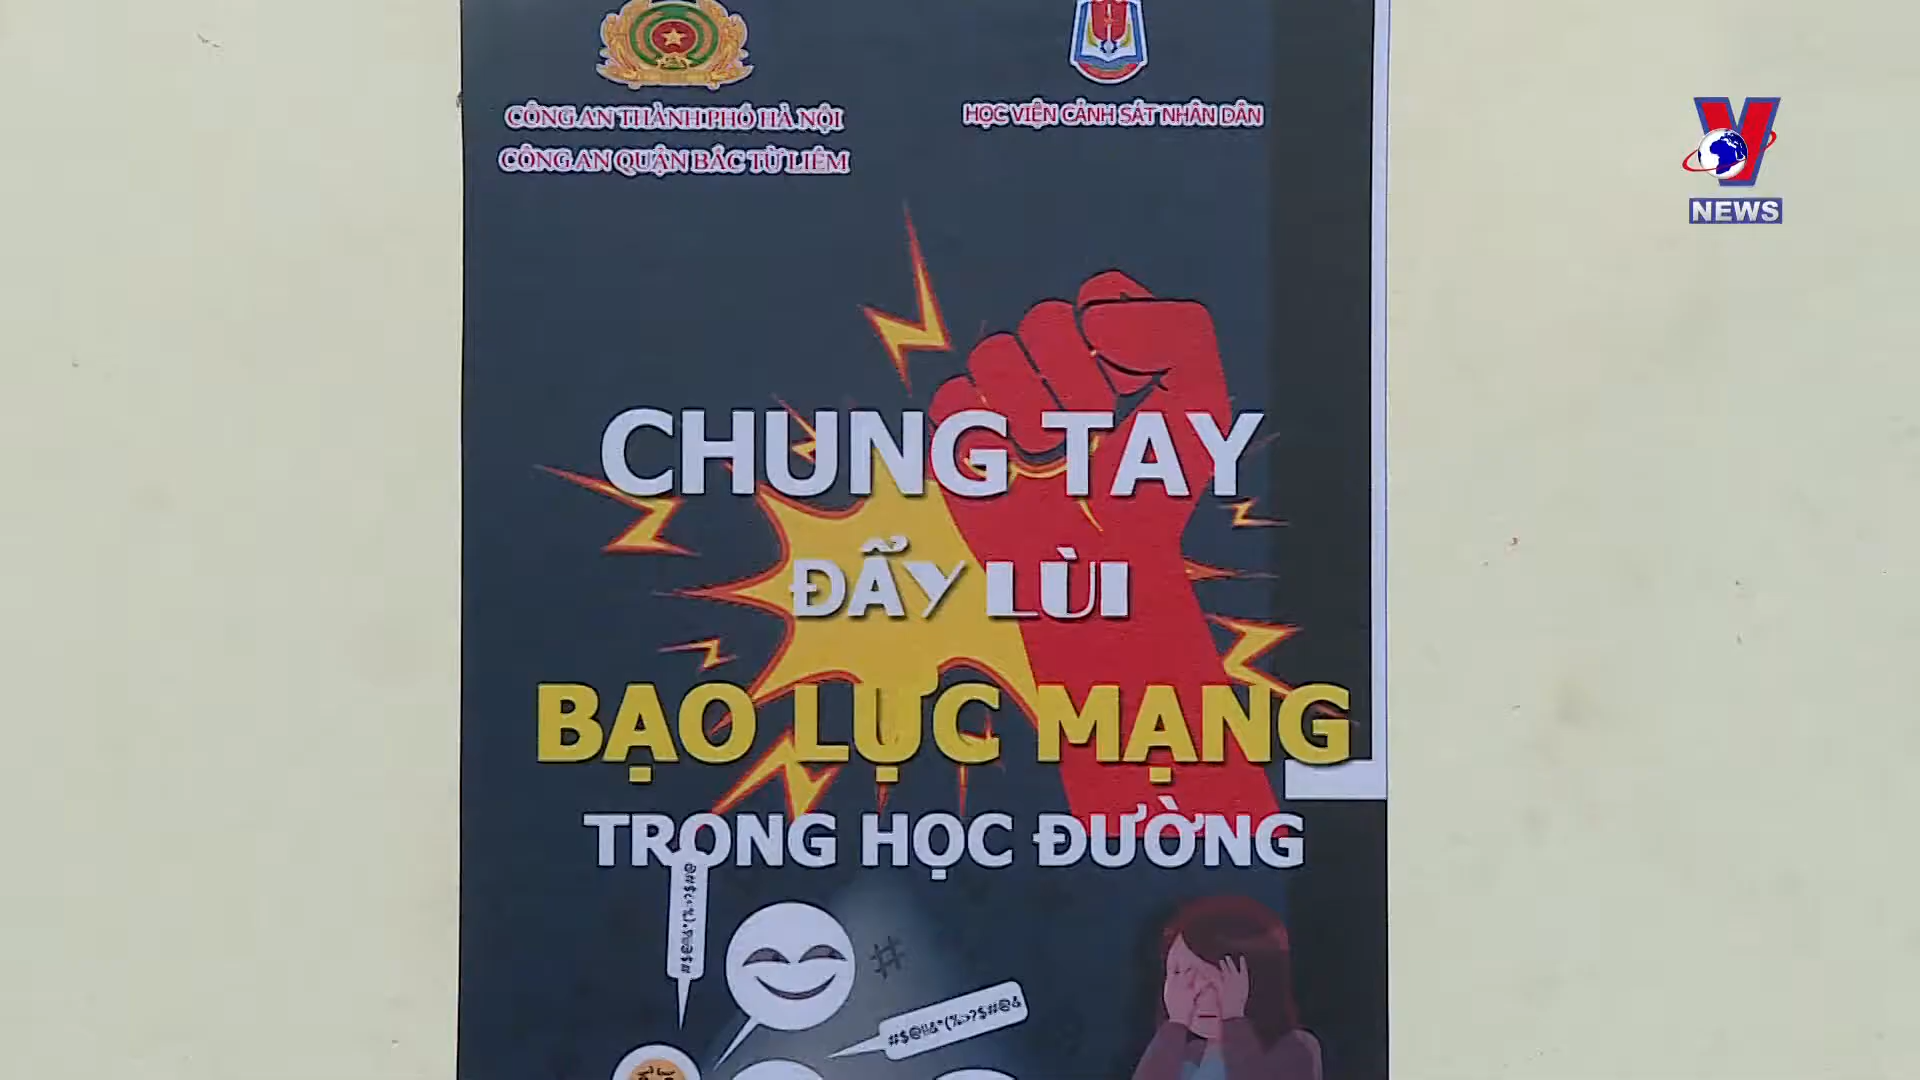 CÔNG AN THÀNH PHỐ HÀ NỘI
CÔNG AN QUẬN BẮC TỪ LIÊM
HỌC VIỆN CẢNH SÁT NHÂN DÂN
V
NEWS
CHUNG TAY
ĐẨY LÙI
BẠO LỰC MẠNG
TRONG HỌC ĐƯỜNG